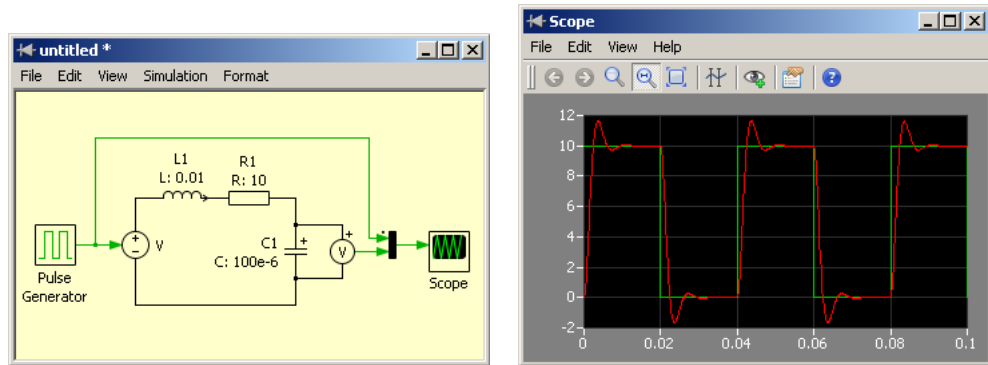 untitled *
File Edit View Simulation Format
L1
L: 0.01
R1
R: 10
V
C1
C: 100e-6
+
+
V
+
−
Pulse
Generator
Scope
Scope
File Edit View Help
12
10
8
6
4
2
0
-2
0 0.02 0.04 0.06 0.08 0.1